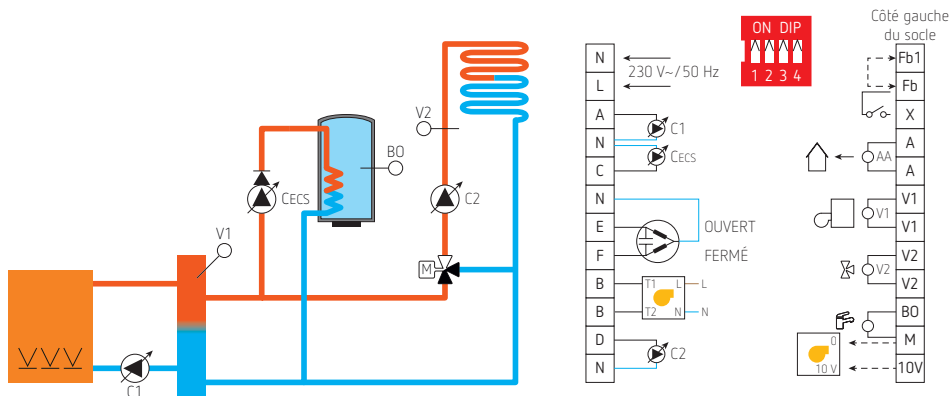 V1
C1
CECS
BO
V2
C2
M
N
L
A
N
C
N
E
F
B
B
D
N
230 V~/50 Hz
C1
CECS
OUVERT
FERMÉ
T1 L L
T2 N N
C2
ON DIP
1 2 3 4
Côté gauche
du socle
Fb1
Fb
X
A
A
V1
V1
V2
V2
BO
M
10V
AA
V1
V2
0
10 V